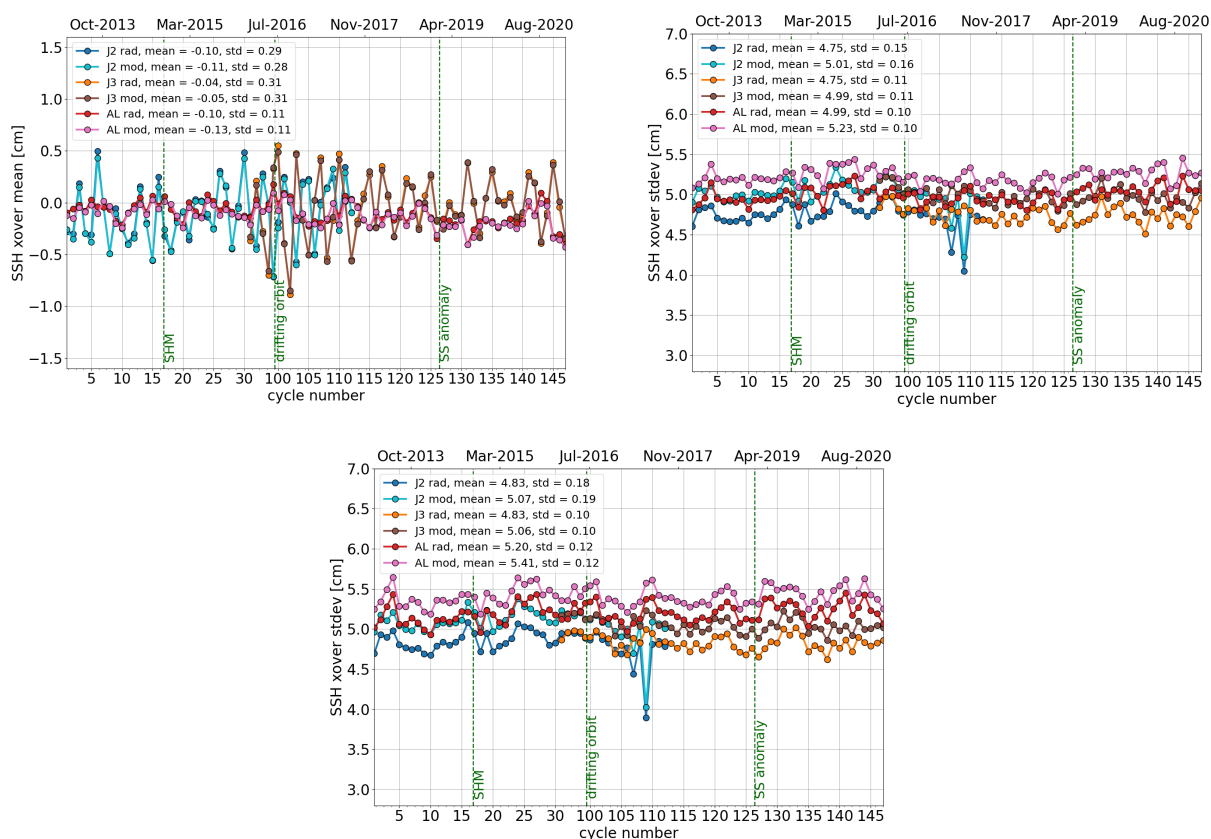 Oct-2013 Mar-2015 Jul-2016 Nov-2017 Apr-2019 Aug-2020
1.5
1.0
0.5
0.0
−0.5
−1.0
−1.5
SSH xover mean [cm]
J2 rad, mean = -0.10, std = 0.29
J2 mod, mean = -0.11, std = 0.28
J3 rad, mean = -0.04, std = 0.31
J3 mod, mean = -0.05, std = 0.31
AL rad, mean = -0.10, std = 0.11
AL mod, mean = -0.13, std = 0.11
SHM
drifting orbit
SS anomaly
5 10 15 20 25 30 100 105 110 115 120 125 130 135 140 145
cycle number
Oct-2013 Mar-2015 Jul-2016 Nov-2017 Apr-2019 Aug-2020
7.0
6.5
6.0
5.5
5.0
4.5
4.0
3.5
3.0
SSH xover stdev [cm]
J2 rad, mean = 4.75, std = 0.15
J2 mod, mean = 5.01, std = 0.16
J3 rad, mean = 4.75, std = 0.11
J3 mod, mean = 4.99, std = 0.11
AL rad, mean = 4.99, std = 0.10
AL mod, mean = 5.23, std = 0.10
SHM
drifting orbit
SS anomaly
5 10 15 20 25 30 100 105 110 115 120 125 130 135 140 145
cycle number
Oct-2013 Mar-2015 Jul-2016 Nov-2017 Apr-2019 Aug-2020
7.0
6.5
6.0
5.5
5.0
4.5
4.0
3.5
3.0
SSH xover stdev [cm]
J2 rad, mean = 4.83, std = 0.18
J2 mod, mean = 5.07, std = 0.19
J3 rad, mean = 4.83, std = 0.10
J3 mod, mean = 5.06, std = 0.10
AL rad, mean = 5.20, std = 0.12
AL mod, mean = 5.41, std = 0.12
SHM
drifting orbit
SS anomaly
5 10 15 20 25 30 100 105 110 115 120 125 130 135 140 145
cycle number